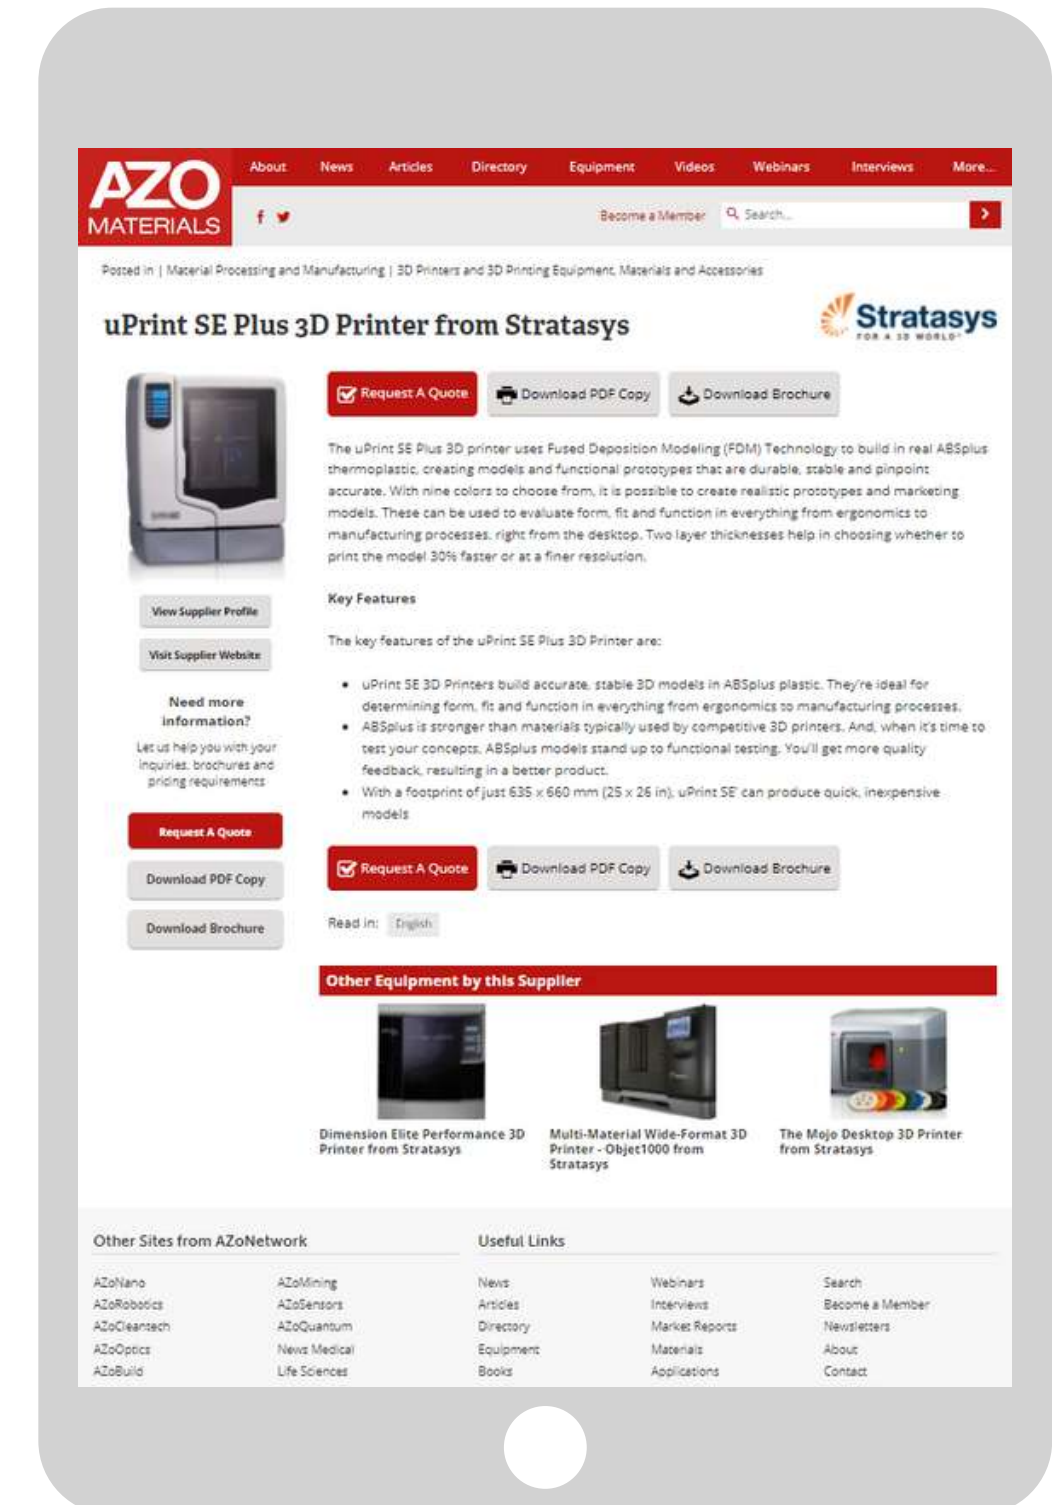 AZO
MATERIALS
About News Articles Directory Equipment Videos Webinars Interviews More...
Become a Member Search...
Posted in | Material Processing and Manufacturing | 3D Printers and 3D Printing Equipment, Materials and Accessories
uPrint SE Plus 3D Printer from Stratasys
Stratasys
FOR A 3D WORLD
Request A Quote Download PDF Copy Download Brochure
The uPrint SE Plus 3D printer uses Fused Deposition Modeling (FDM) Technology to build in real ABSplus
thermoplastic, creating models and functional prototypes that are durable, stable and pinpoint
accurate. With nine colors to choose from, it is possible to create realistic prototypes and marketing
models. These can be used to evaluate form, fit and function in everything from ergonomics to
manufacturing processes, right from the desktop. Two layer thicknesses help in choosing whether to
print the model 30% faster or at a finer resolution.
View Supplier Profile
Visit Supplier Website
Need more
information?
Let us help you with your
inquiries, brochures and
pricing requirements
Request A Quote
Download PDF Copy
Download Brochure
Key Features
The key features of the uPrint SE Plus 3D Printer are:
• uPrint SE 3D Printers build accurate, stable 3D models in ABSplus plastic. They're ideal for
determining form, fit and function in everything from ergonomics to manufacturing processes.
• ABSplus is stronger than materials typically used by competitive 3D printers. And, when it's time to
test your concepts, ABSplus models stand up to functional testing. You'll get more quality
feedback, resulting in a better product.
• With a footprint of just 635 x 660 mm (25 x 26 in), uPrint SE' can produce quick, inexpensive
models
Request A Quote Download PDF Copy Download Brochure
Read in: English
Other Equipment by this Supplier
Dimension Elite Performance 3D
Printer from Stratasys
Multi-Material Wide-Format 3D
Printer - Objet1000 from
Stratasys
The Mojo Desktop 3D Printer
from Stratasys
Other Sites from AZoNetwork Useful Links
AZoNano AZoMining News Webinars Search
AZoRobotics AZoSensors Articles Interviews Become a Member
AZoCleantech AZoQuantum Directory Market Reports Newsletters
AZoOptics News Medical Equipment Materials About
AZoBuild Life Sciences Books Applications Contact